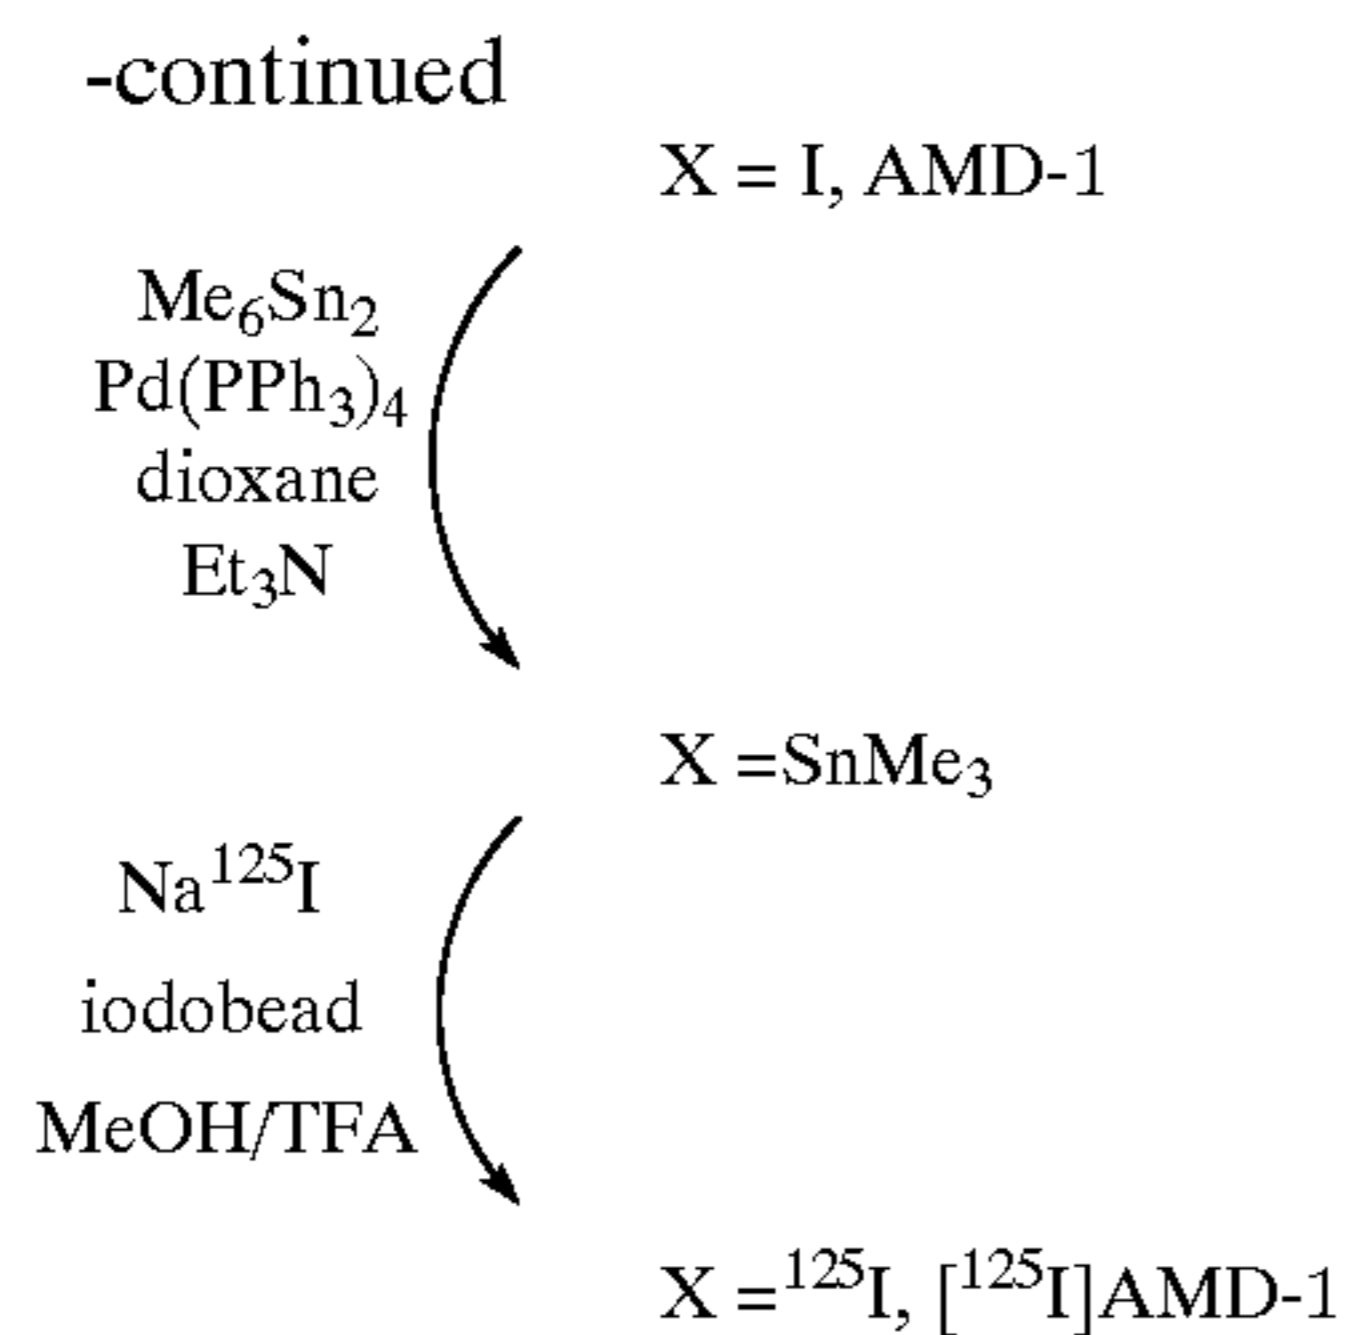 -continued
X = I, AMD-1
Me₆Sn₂
Pd(PPh₃)₄
dioxane
Et₃N
X =SnMe₃
Na¹²⁵I
iodobead
MeOH/TFA
X =¹²⁵I, [¹²⁵I]AMD-1